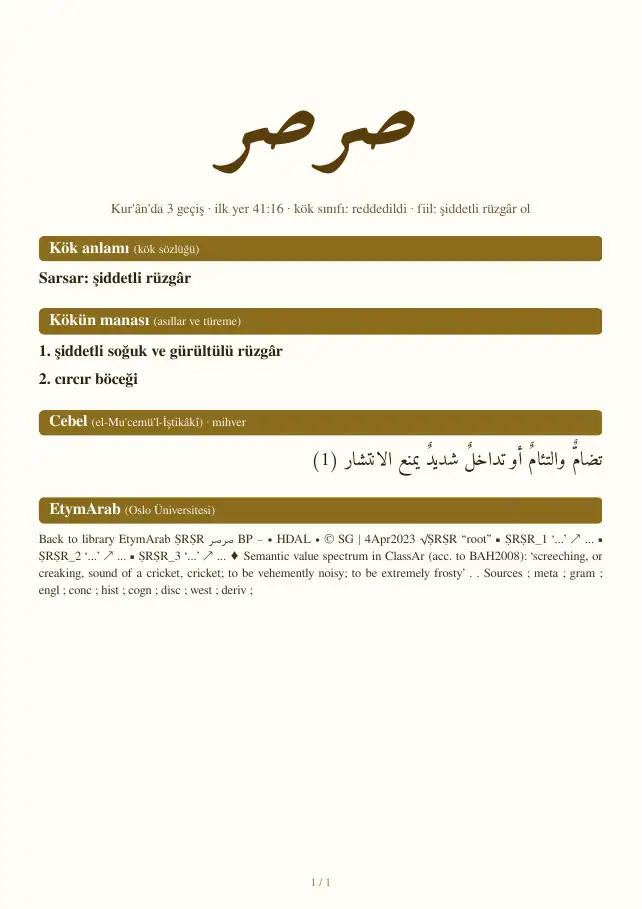 صرصر
Kur'ân'da 3 geçiş · ilk yer 41:16 · kök sınıfı: reddedildi · fiil: şiddetli rüzgâr ol
Kök anlamı (kök sözlüğü)
Sarsar: şiddetli rüzgâr
Kökün manası (asıllar ve türeme)
1. şiddetli soğuk ve gürültülü rüzgâr
2. cırcır böceği
Cebel (el-Mu'cemü'l-İştikâkî) · mihver
تضامٌّ والتئامٌ أو تداخلٌ شديدٌ يمنع الانتشار (1)
EtymArab (Oslo Üniversitesi)
Back to library EtymArab ṢRṢR صرصر BP – • HDAL • © SG | 4Apr2023 √ṢRṢR “root” ▪ ṢRṢR_1 ‘...’ ↗ ... ▪
ṢRṢR_2 ‘...’ ↗ ... ▪ ṢRṢR_3 ‘...’ ↗ ... ♦ Semantic value spectrum in ClassAr (acc. to BAH2008): ‘screeching, or
creaking, sound of a cricket, cricket; to be vehemently noisy; to be extremely frosty’ . . Sources ; meta ; gram ;
engl ; conc ; hist ; cogn ; disc ; west ; deriv ;
1 / 1